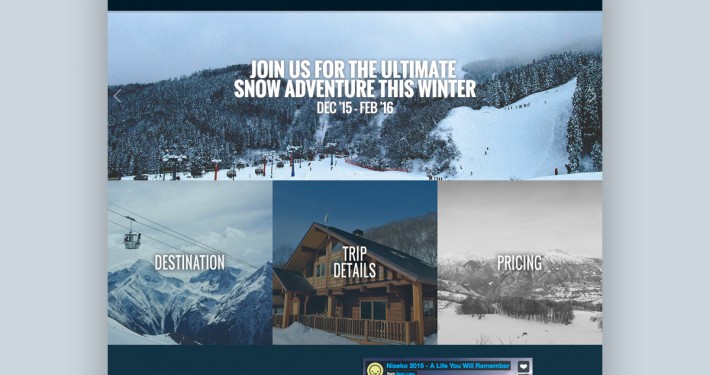 JOIN US FOR THE ULTIMATE
SNOW ADVENTURE THIS WINTER
DEC '15 - FEB '16
DESTINATION
TRIP
DETAILS
PRICING
Niseko 2015 - A Life You Will Remember
from